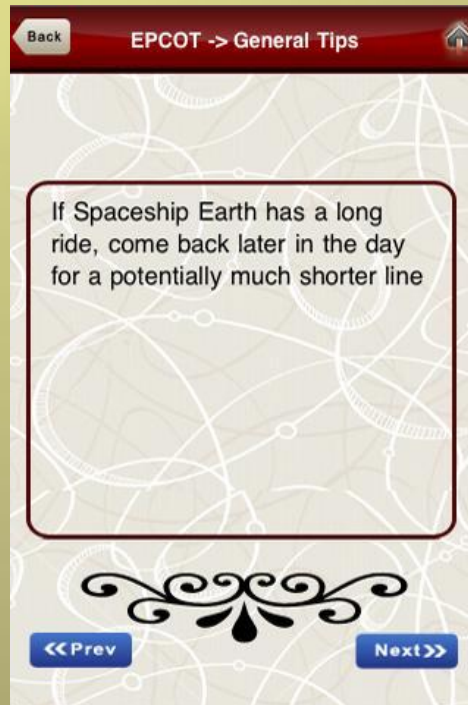 Back
EPCOT -> General Tips
If Spaceship Earth has a long
ride, come back later in the day
for a potentially much shorter line
<<Prev
Next>>